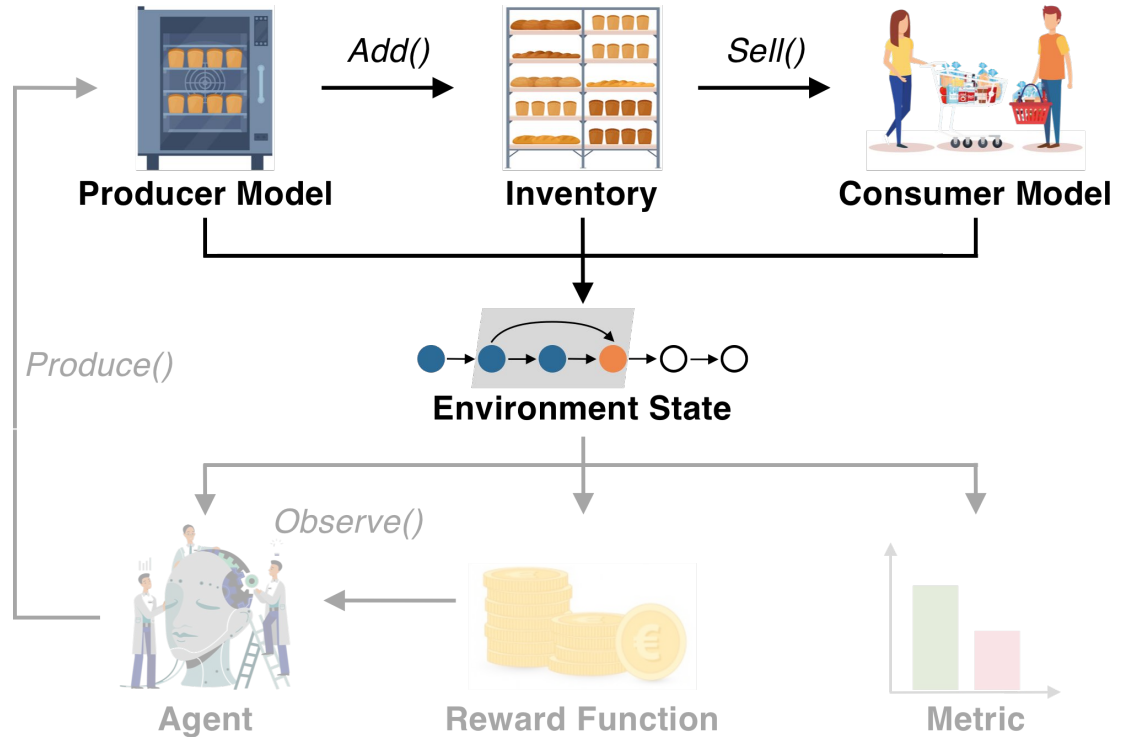 Add()
Sell()
Producer Model
Inventory
Consumer Model
Produce()
Environment State
Observe()
€
Agent
Reward Function
Metric